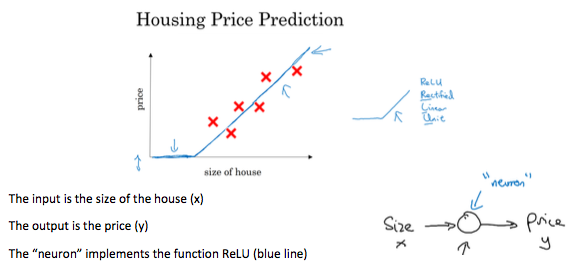 Housing Price Prediction
price
size of house
ReLU
Rectified
Linear
Unit
The input is the size of the house (x)
The output is the price (y)
The “neuron” implements the function ReLU (blue line)
"neuron"
Size
x
Price
y